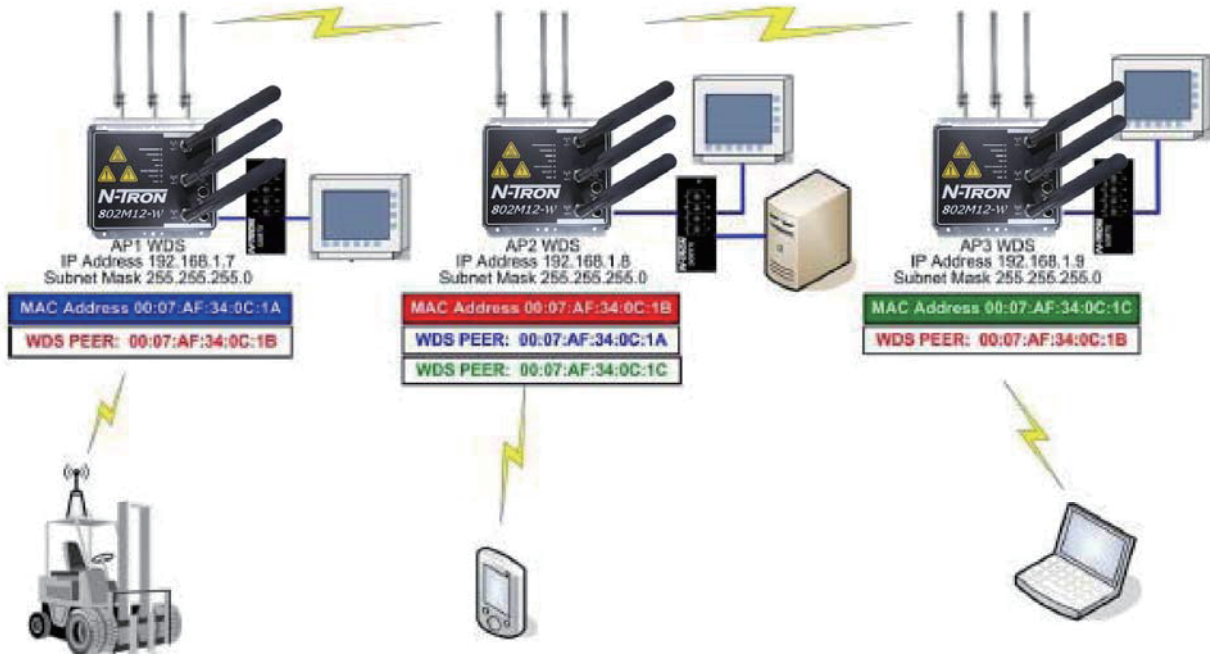 N-TRON
802M12-W
AP1 WDS
IP Address 192.168.1.7
Subnet Mask 255.255.255.0
MAC Address 00:07:AF:34:0C:1A
WDS PEER: 00:07:AF:34:0C:1B
N-TRON
802M12-W
AP2 WDS
IP Address 192.168.1.8
Subnet Mask 255.255.255.0
MAC Address 00:07:AF:34:0C:1B
WDS PEER: 00:07:AF:34:0C:1A
WDS PEER: 00:07:AF:34:0C:1C
N-TRON
802M12-W
AP3 WDS
IP Address 192.168.1.9
Subnet Mask 255.255.255.0
MAC Address 00:07:AF:34:0C:1C
WDS PEER: 00:07:AF:34:0C:1B